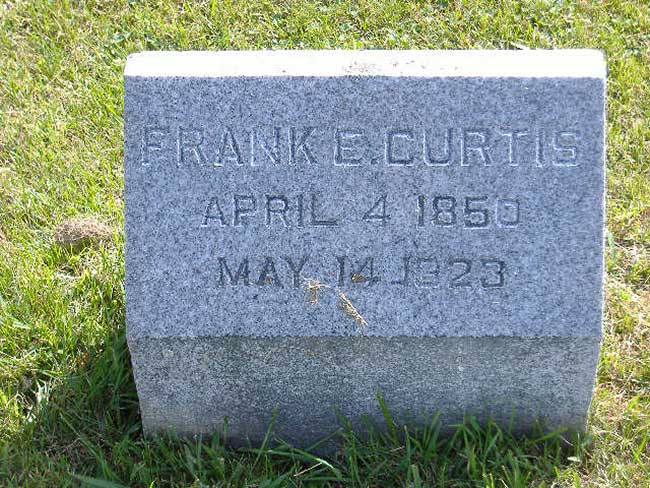 FRANK E. CURTIS
APRIL 4 1850
MAY 14 1923